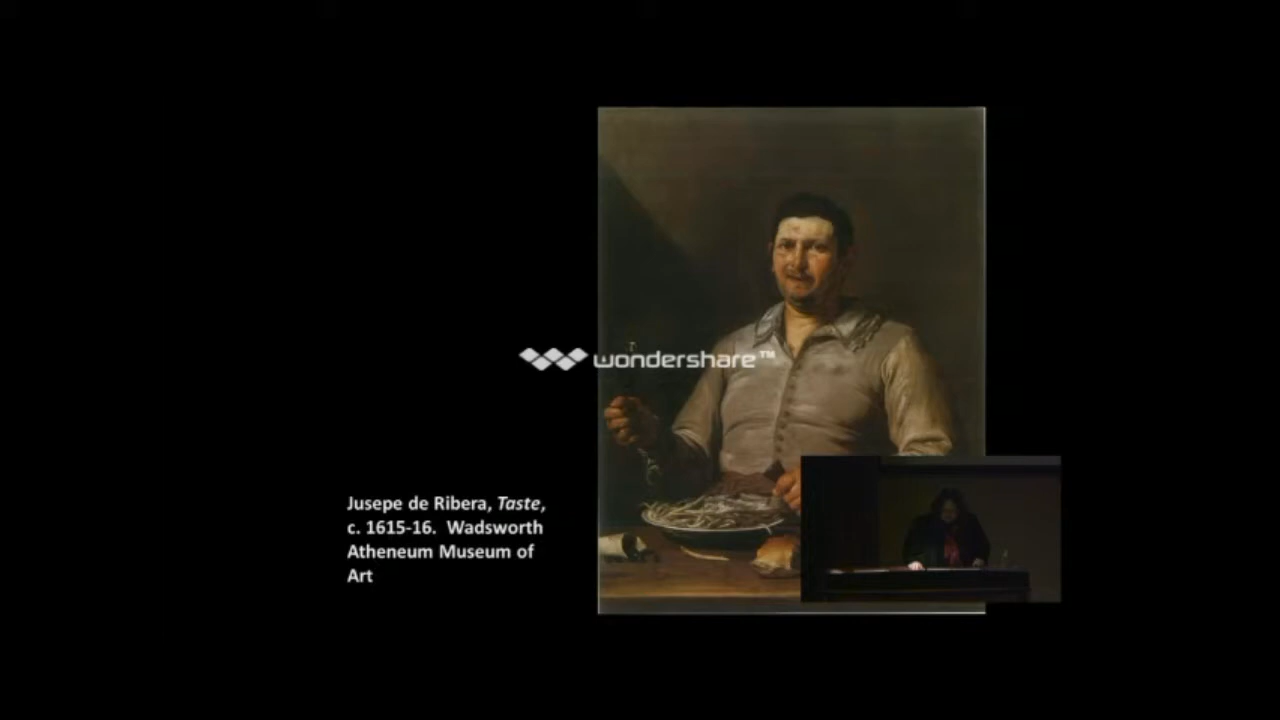 wondershare™
Jusepe de Ribera, Taste,
c. 1615-16. Wadsworth
Atheneum Museum of
Art